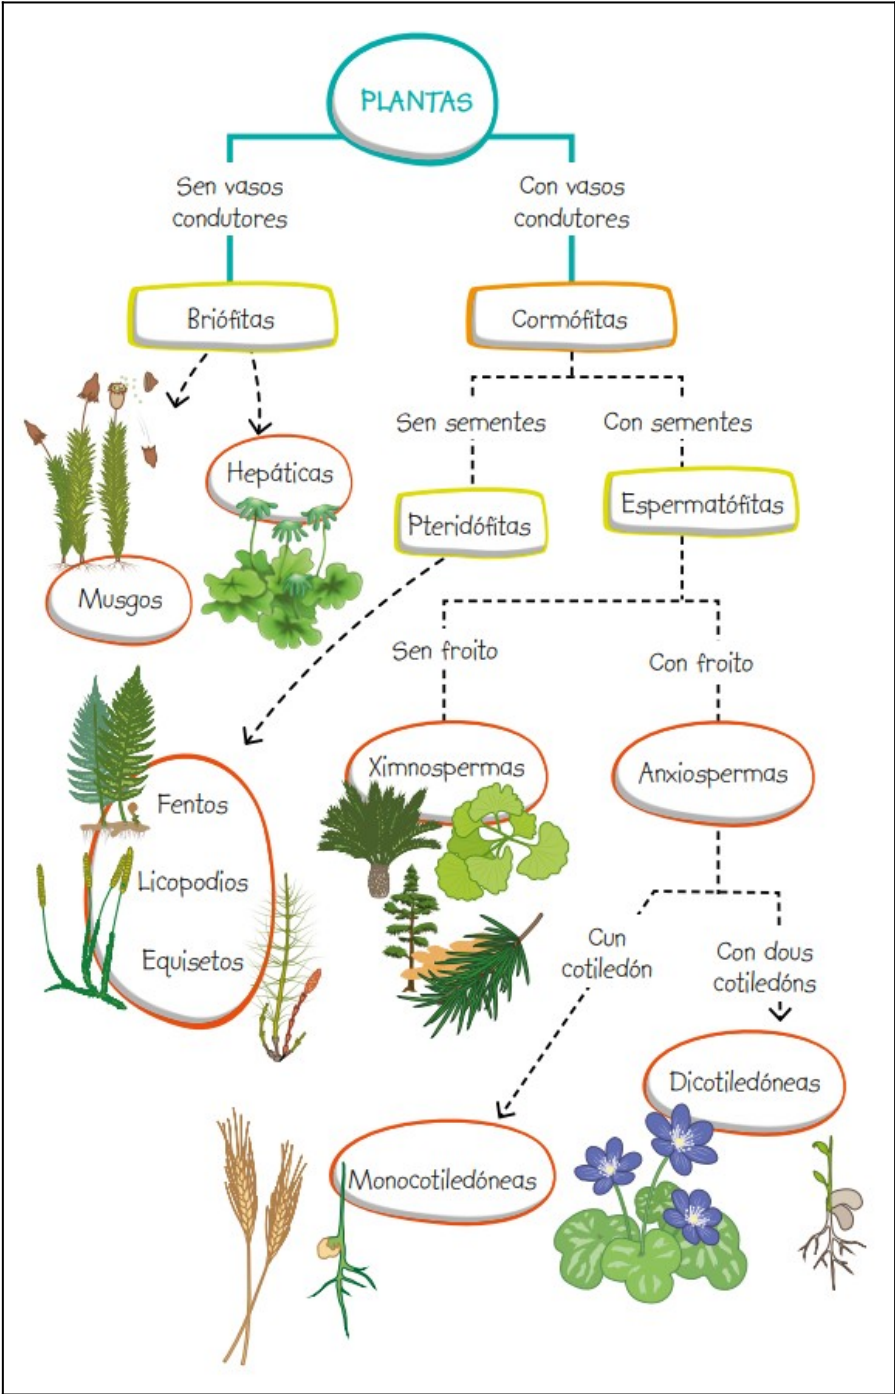 PLANTAS
Sen vasos
condutores
Con vasos
condutores
Briófitas
Cormófitas
Sen sementes
Con sementes
Hepáticas
Espermatófitas
Pteridófitas
Musgos
Sen froito
Con froito
Ximnospermas
Anxiospermas
Fentos
Licopodios
Equisetos
Cun
cotiledón
Con dous
cotiledóns
Dicotiledóneas
Monocotiledóneas